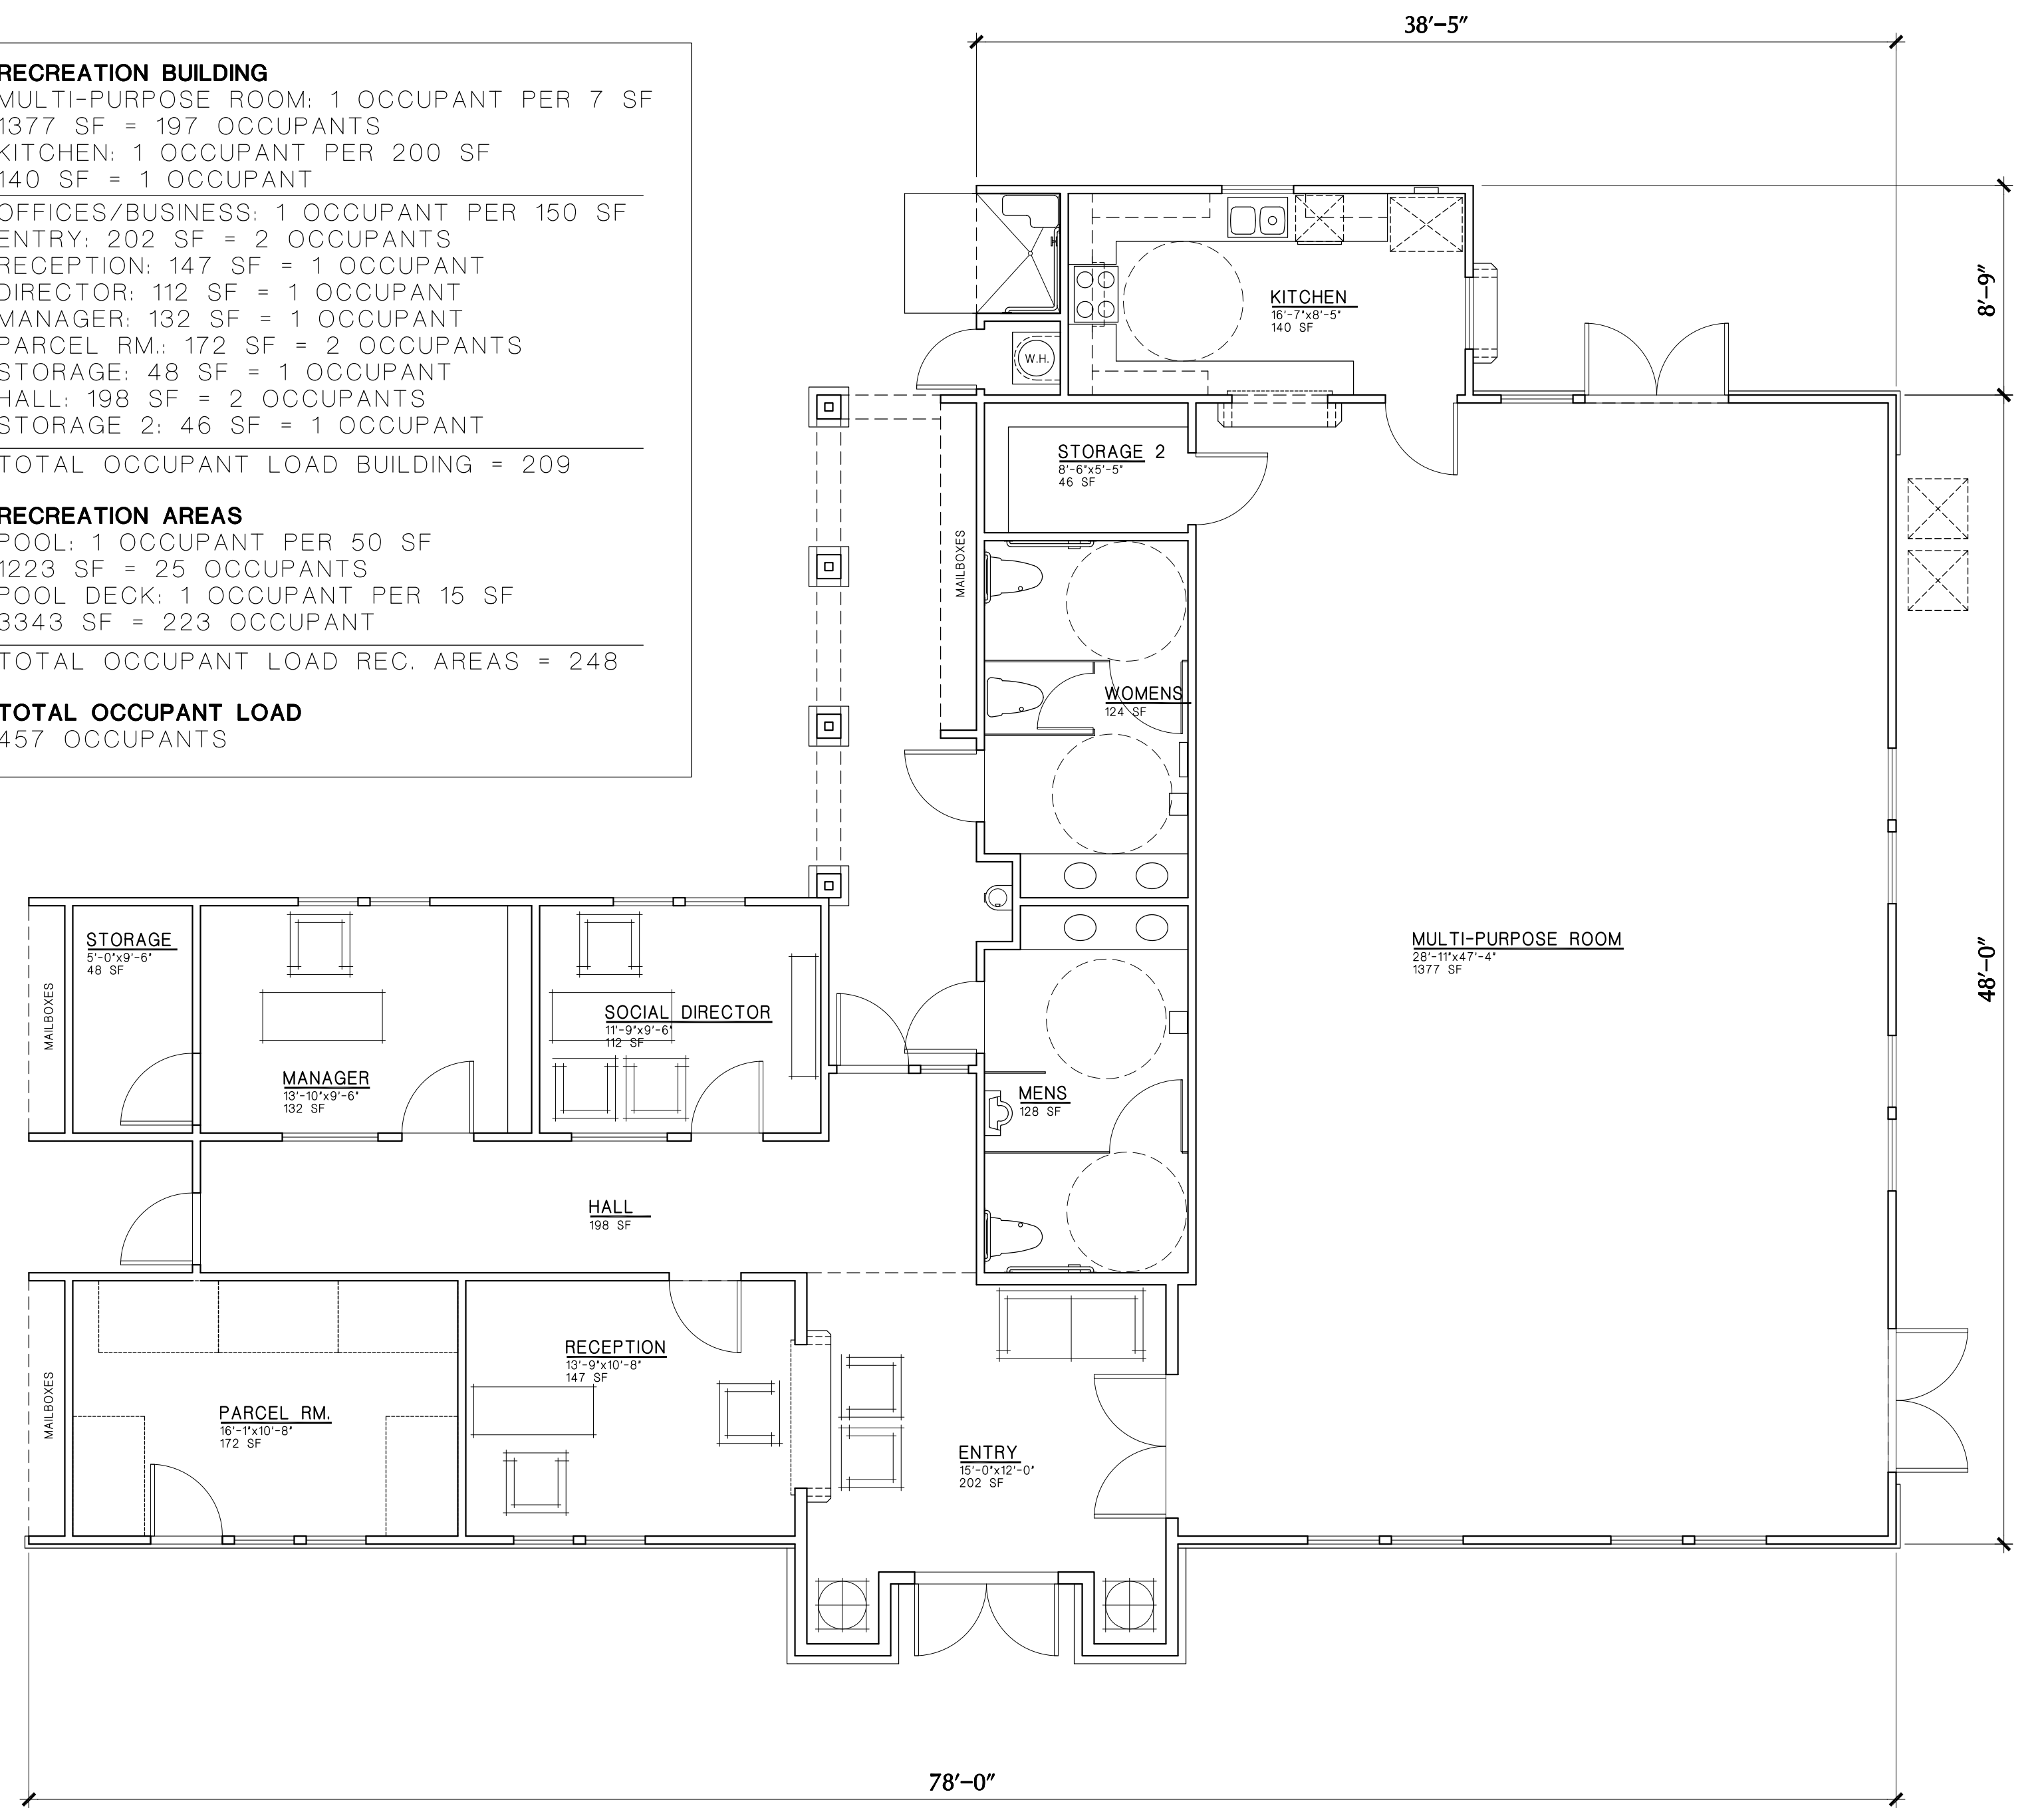 38'-5"
RECREATION BUILDING
MULTI-PURPOSE ROOM: 1 OCCUPANT PER 7 SF
1377 SF = 197 OCCUPANTS
KITCHEN: 1 OCCUPANT PER 200 SF
140 SF = 1 OCCUPANT
OFFICES/BUSINESS: 1 OCCUPANT PER 150 SF
ENTRY: 202 SF = 2 OCCUPANTS
RECEPTION: 147 SF = 1 OCCUPANT
DIRECTOR: 112 SF = 1 OCCUPANT
MANAGER: 132 SF = 1 OCCUPANT
PARCEL RM.: 172 SF = 2 OCCUPANTS
STORAGE: 48 SF = 1 OCCUPANT
HALL: 198 SF = 2 OCCUPANTS
STORAGE 2: 46 SF = 1 OCCUPANT
TOTAL OCCUPANT LOAD BUILDING = 209
RECREATION AREAS
POOL: 1 OCCUPANT PER 50 SF
1223 SF = 25 OCCUPANTS
POOL DECK: 1 OCCUPANT PER 15 SF
3343 SF = 223 OCCUPANT
TOTAL OCCUPANT LOAD REC. AREAS = 248
TOTAL OCCUPANT LOAD
457 OCCUPANTS
KITCHEN
16'-7"x8'-5"
140 SF
8'-9"
W.H.
STORAGE 2
8'-6"x5'-5"
46 SF
MAILBOXES
WOMENS
124 SF
STORAGE
5'-0"x9'-6"
48 SF
MAILBOXES
MANAGER
13'-10"x9'-6"
132 SF
SOCIAL DIRECTOR
11'-9"x9'-6"
112 SF
MULTI-PURPOSE ROOM
28'-11"x47'-4"
1377 SF
48'-0"
MENS
128 SF
HALL
198 SF
MAILBOXES
PARCEL RM.
16'-1"x10'-8"
172 SF
RECEPTION
13'-9"x10'-8"
147 SF
ENTRY
15'-0"x12'-0"
202 SF
78'-0"